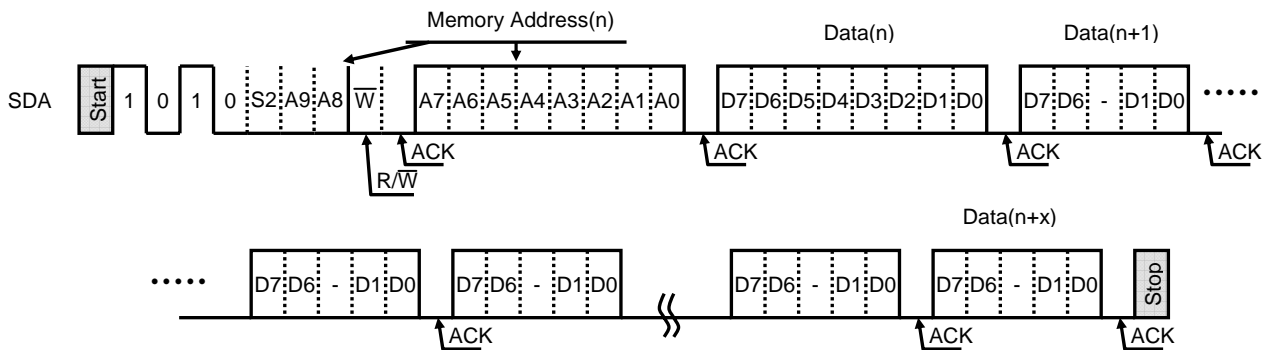 Memory Address(n)
Data(n)
Data(n+1)
SDA
Start 1 0 1 0 S2 A9 A8 W̅ A7 A6 A5 A4 A3 A2 A1 A0 D7 D6 D5 D4 D3 D2 D1 D0 D7 D6 - D1 D0 •••••
ACK ACK ACK ACK
R/W̅
Data(n+x)
••••• D7 D6 - D1 D0 D7 D6 - D1 D0 D7 D6 - D1 D0 D7 D6 - D1 D0 Stop
ACK ACK ACK